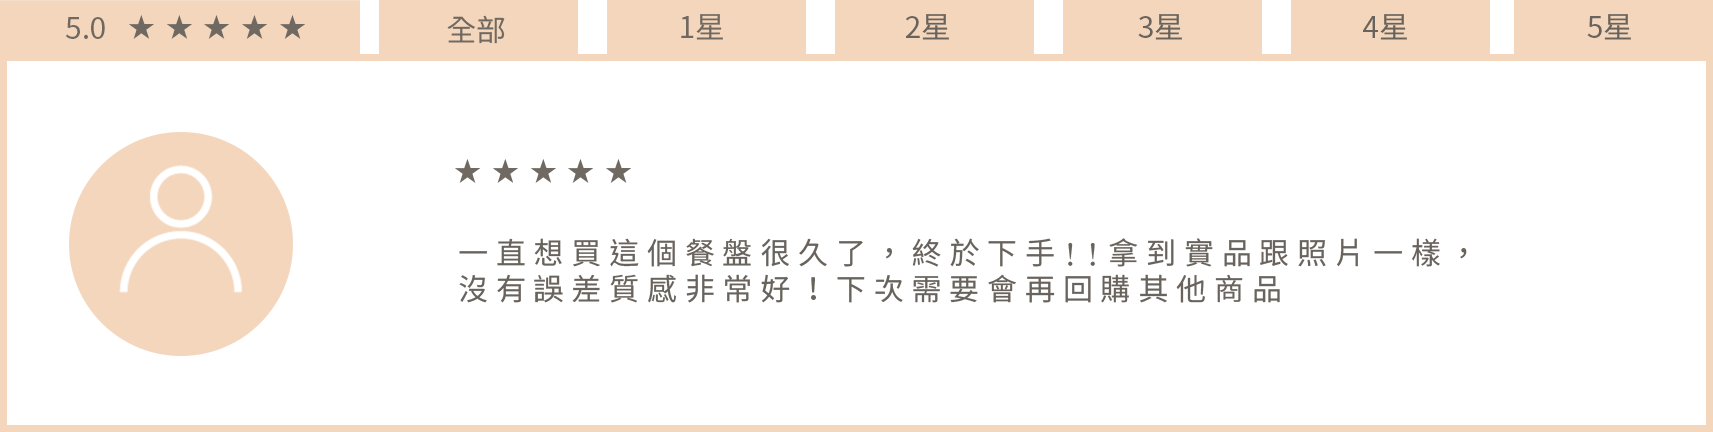 5.0 ★★★★★ 全部 1星 2星 3星 4星 5星
★★★★★
一直想買這個餐盤很久了，終於下手!!拿到實品跟照片一樣，
沒有誤差質感非常好！下次需要會再回購其他商品